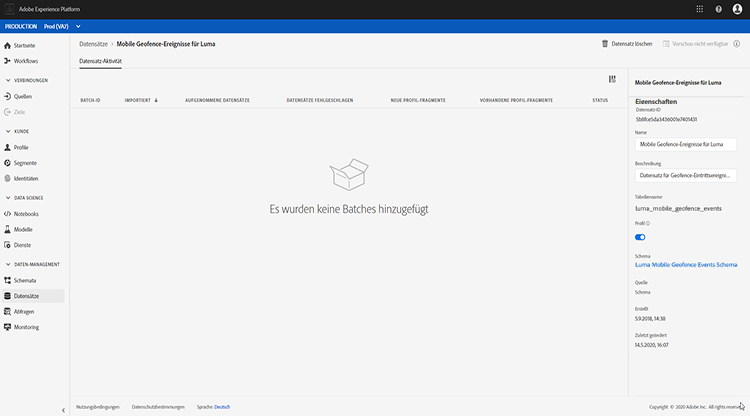 Adobe Experience Platform
PRODUCTION Prod (VA7)
Startseite
Workflows
VERBINDUNGEN
Quellen
Ziele
KUNDE
Profile
Segmente
Identitäten
DATA SCIENCE
Notebooks
Modelle
Dienste
DATEN-MANAGEMENT
Schemata
Datensätze
Abfragen
Monitoring
Datensätze > Mobile Geofence-Ereignisse für Luma
Datensatz löschen
Vorschau nicht verfügbar
Datensatz-Aktivität
BATCH-ID IMPORTIERT AUFGENOMMENE DATENSÄTZE DATENSÄTZE FEHLGESCHLAGEN NEUE PROFIL-FRAGMENTE VORHANDENE PROFIL-FRAGMENTE STATUS
Es wurden keine Batches hinzugefügt
Mobile Geofence-Ereignisse für Luma
Eigenschaften
Datensatz-ID
5b8fce5da3436001e7401431
Name
Mobile Geofence-Ereignisse für Luma
Beschreibung
Datensatz für Geofence-Eintrittsereigni...
Tabellenname
luma_mobile_geofence_events
Profil
Schema
Luma Mobile Geofence Events Schema
Quelle
Schema
Erstellt
5.9.2018, 14:38
Zuletzt geändert
14.5.2020, 16:07
Nutzungsbedingungen Datenschutzbestimmungen Sprache: Deutsch
Copyright © 2020 Adobe Inc. All rights reserved